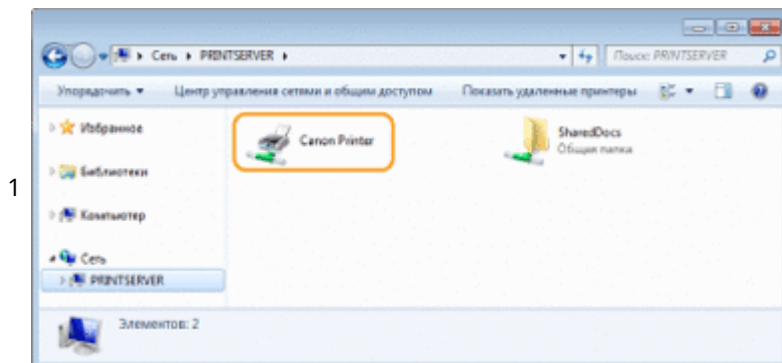 Сеть ▸ PRINTSERVER ▸ Поиск: PRINTSERVER
Упорядочить Центр управления сетями и общим доступом Показать удаленные принтеры
Избранное
Canon Printer
SharedDocs
Общая папка
Библиотеки
1
Компьютер
Сеть
PRINTSERVER
Элементов: 2